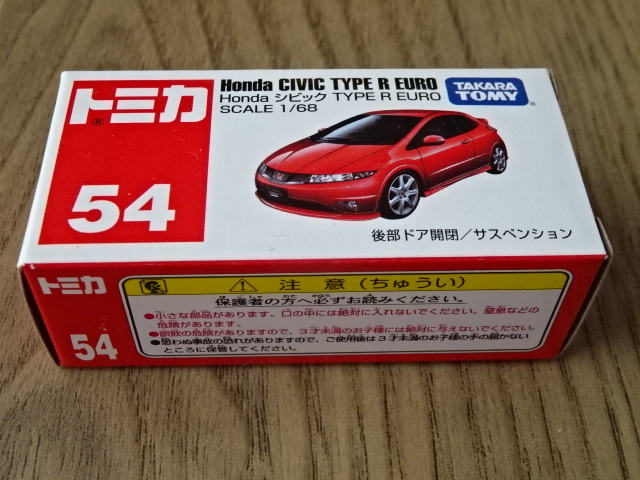 トミカ
54
Honda CIVIC TYPE R EURO
Honda シビック TYPE R EURO
SCALE 1/68
TAKARA
TOMY
後部ドア開閉／サスペンション
トミカ
54
注意(ちゅうい)
保護者の方へ必ずお読みください。
●小さな部品があります。口の中には絶対に入れないでください。窒息などの
危険があります。
●誤飲の危険がありますので、3才未満のお子様には絶対に与えないでください。
●思わぬ事故の恐れがありますので、ご使用後は3才未満のお子様の手の届かない
ところに保管してください。